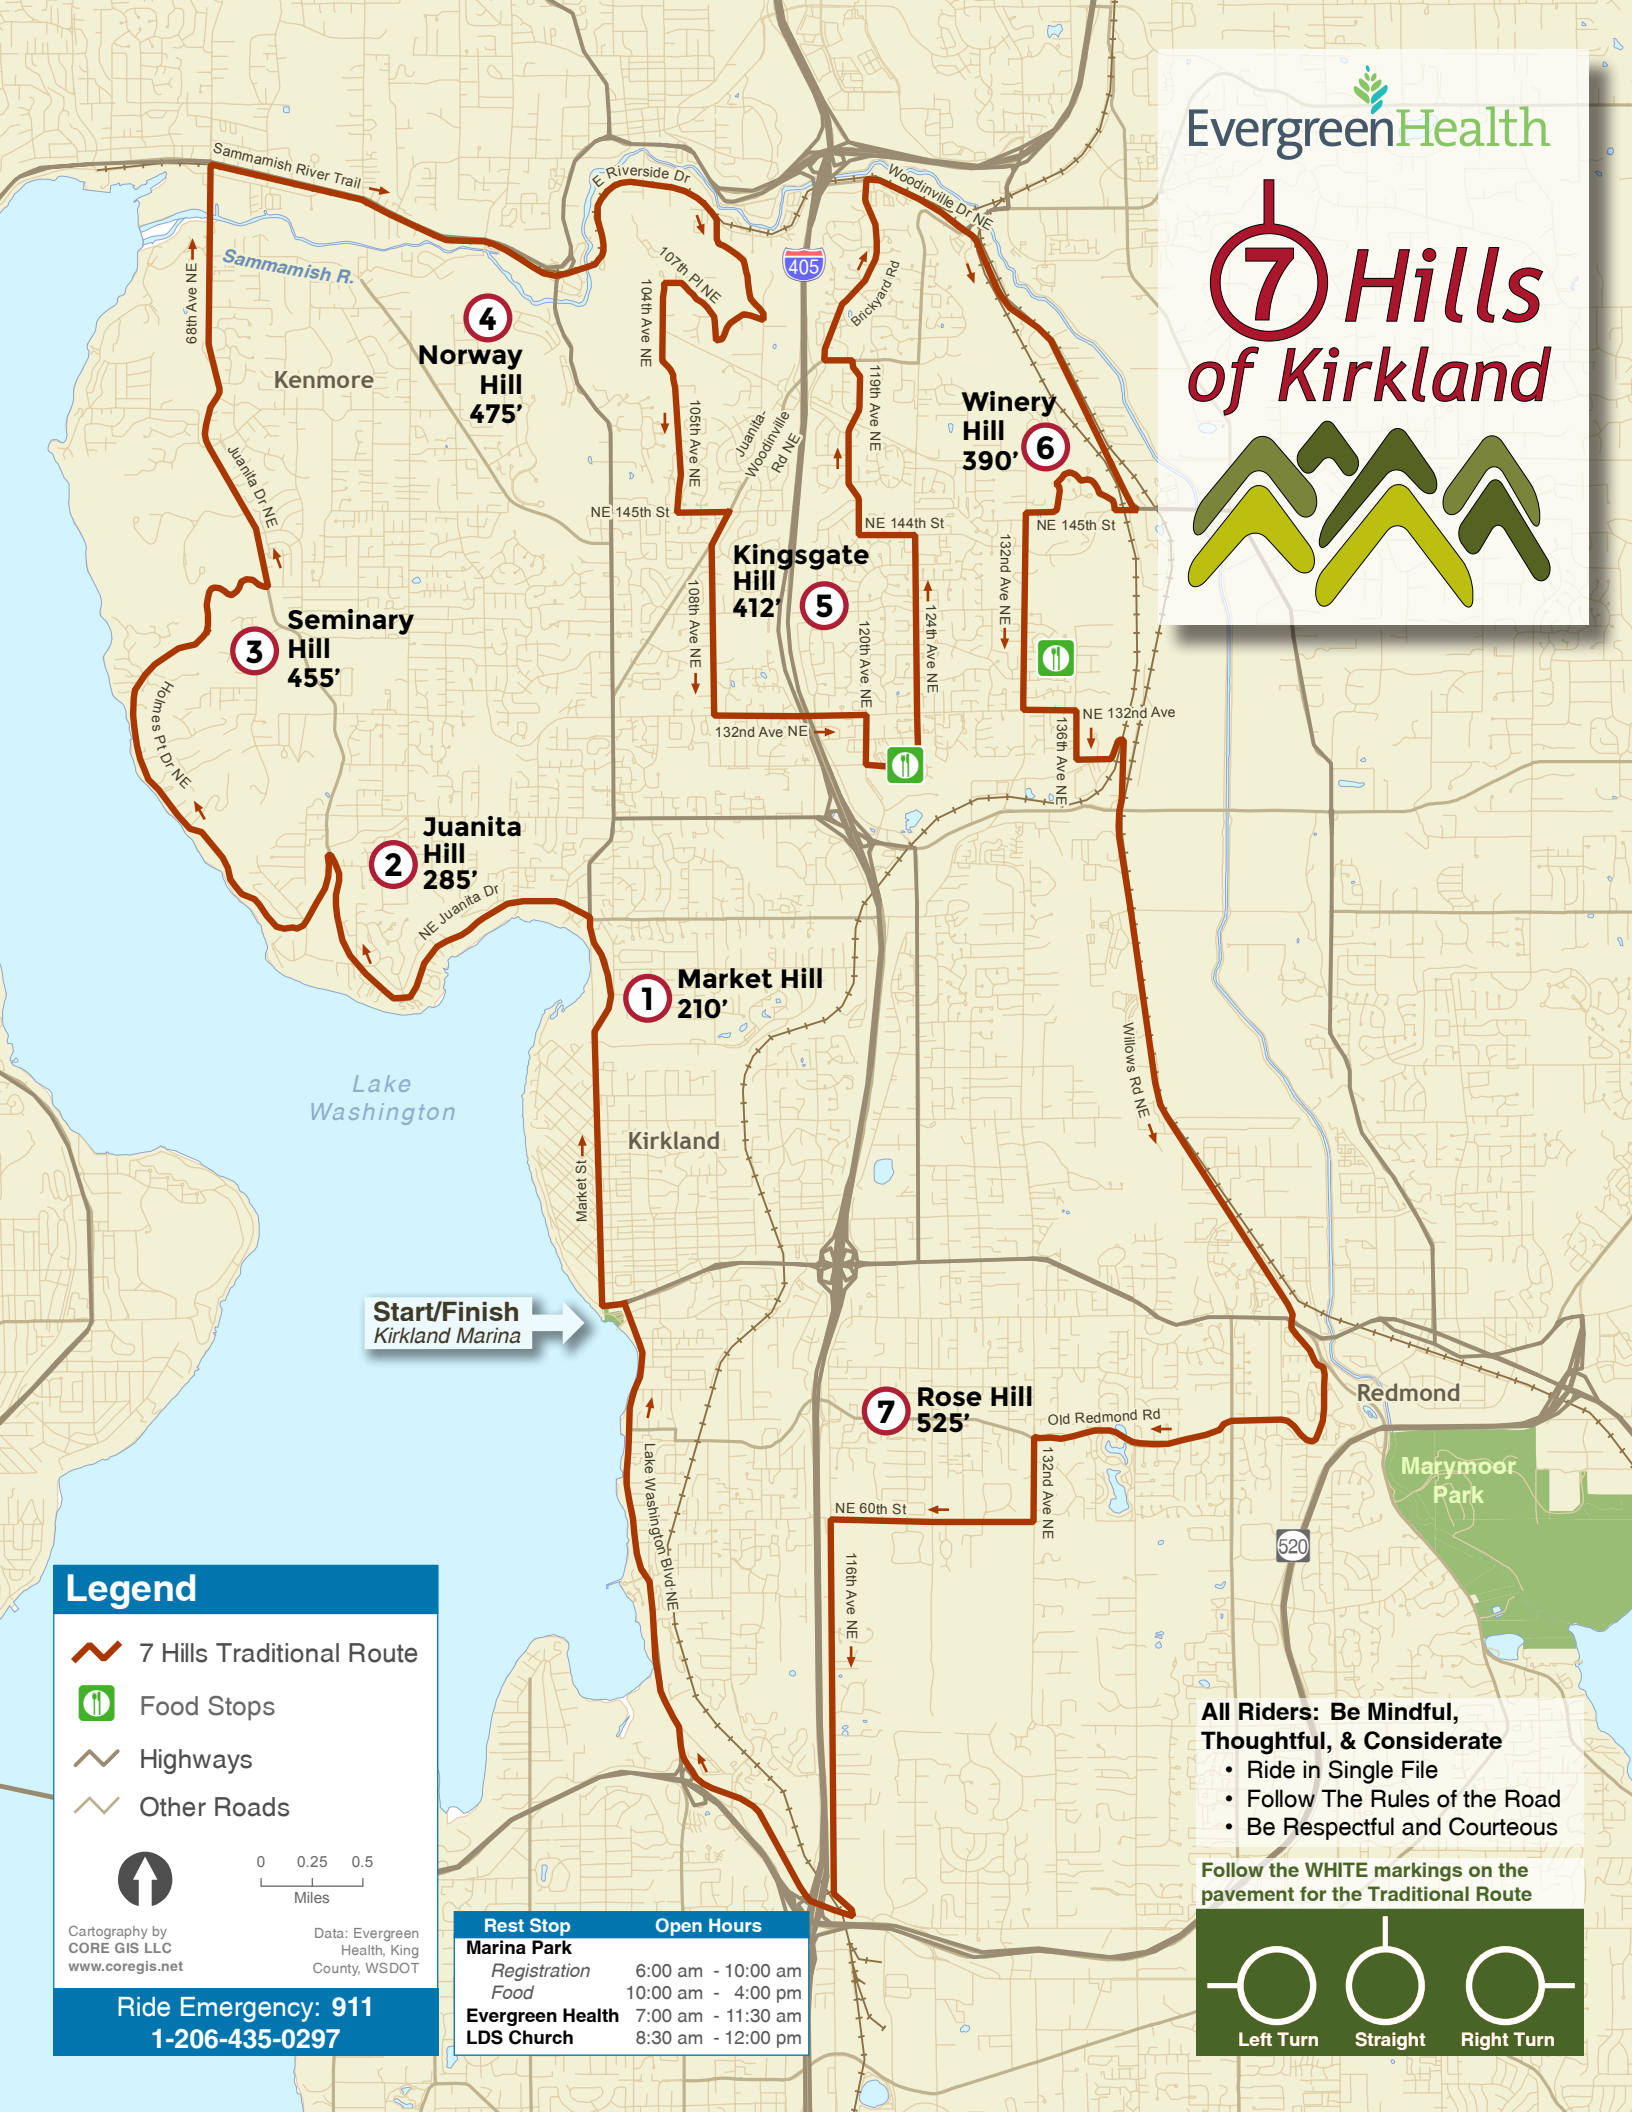 EvergreenHealth
7 Hills
of Kirkland
Sammamish River Trail
E Riverside Dr
Woodinville Dr NE
68th Ave NE
Sammamish R.
107th Pl NE
104th Ave NE
405
Brickyard Rd
4
Norway
Hill
475’
Kenmore
Juanita Dr NE
105th Ave NE
Juanita-
Woodinville
Rd NE
119th Ave NE
Winery
Hill
390’
6
NE 145th St
NE 144th St
NE 145th St
Kingsgate
Hill
412’
5
108th Ave NE
120th Ave NE
124th Ave NE
132nd Ave NE
3
Seminary
Hill
455’
Holmes Pt Dr NE
132nd Ave NE
NE 132nd Ave
136th Ave NE
2
Juanita
Hill
285’
NE Juanita Dr
1
Market Hill
210’
Lake
Washington
Kirkland
Market St
Willows Rd NE
Start/Finish
Kirkland Marina
7
Rose Hill
525’
Old Redmond Rd
Redmond
132nd Ave NE
Lake Washington Blvd NE
NE 60th St
116th Ave NE
Marymoor
Park
520
Legend
7 Hills Traditional Route
Food Stops
Highways
Other Roads
0 0.25 0.5
Miles
Cartography by
CORE GIS LLC
www.coregis.net
Data: Evergreen
Health, King
County, WSDOT
Ride Emergency: 911
1-206-435-0297
Rest Stop Open Hours
Marina Park
Registration 6:00 am - 10:00 am
Food 10:00 am - 4:00 pm
Evergreen Health 7:00 am - 11:30 am
LDS Church 8:30 am - 12:00 pm
All Riders: Be Mindful,
Thoughtful, & Considerate
• Ride in Single File
• Follow The Rules of the Road
• Be Respectful and Courteous
Follow the WHITE markings on the
pavement for the Traditional Route
Left Turn Straight Right Turn